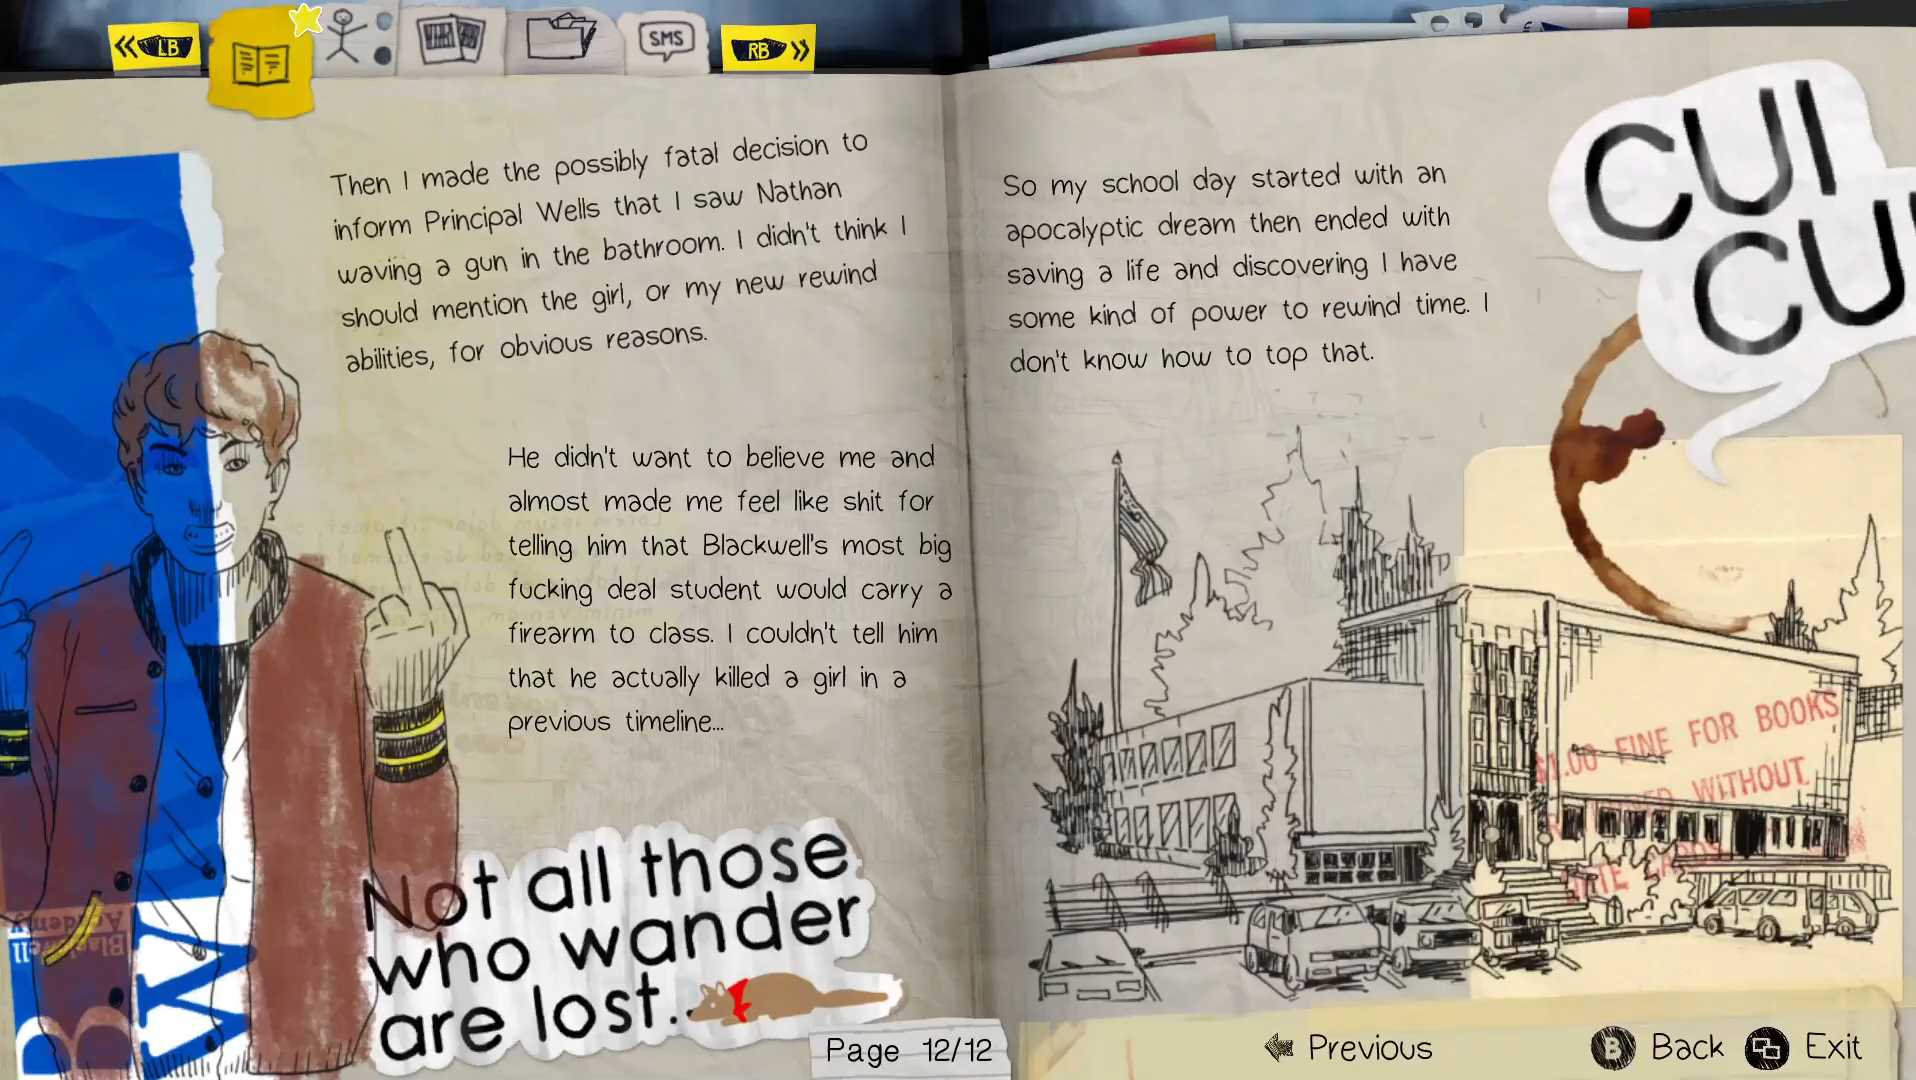 LB
SMS
RB
Then I made the possibly fatal decision to
inform Principal Wells that I saw Nathan
waving a gun in the bathroom. I didn't think I
should mention the girl, or my new rewind
abilities, for obvious reasons.
He didn't want to believe me and
almost made me feel like shit for
telling him that Blackwell's most big
fucking deal student would carry a
firearm to class. I couldn't tell him
that he actually killed a girl in a
previous timeline...
Not all those
who wander
are lost.
Blackwell
Academy
B
W
So my school day started with an
apocalyptic dream then ended with
saving a life and discovering I have
some kind of power to rewind time. I
don't know how to top that.
CUI
CU
$1.00 FINE FOR BOOKS
WITHOUT
Page 12/12
Previous
B Back
Exit